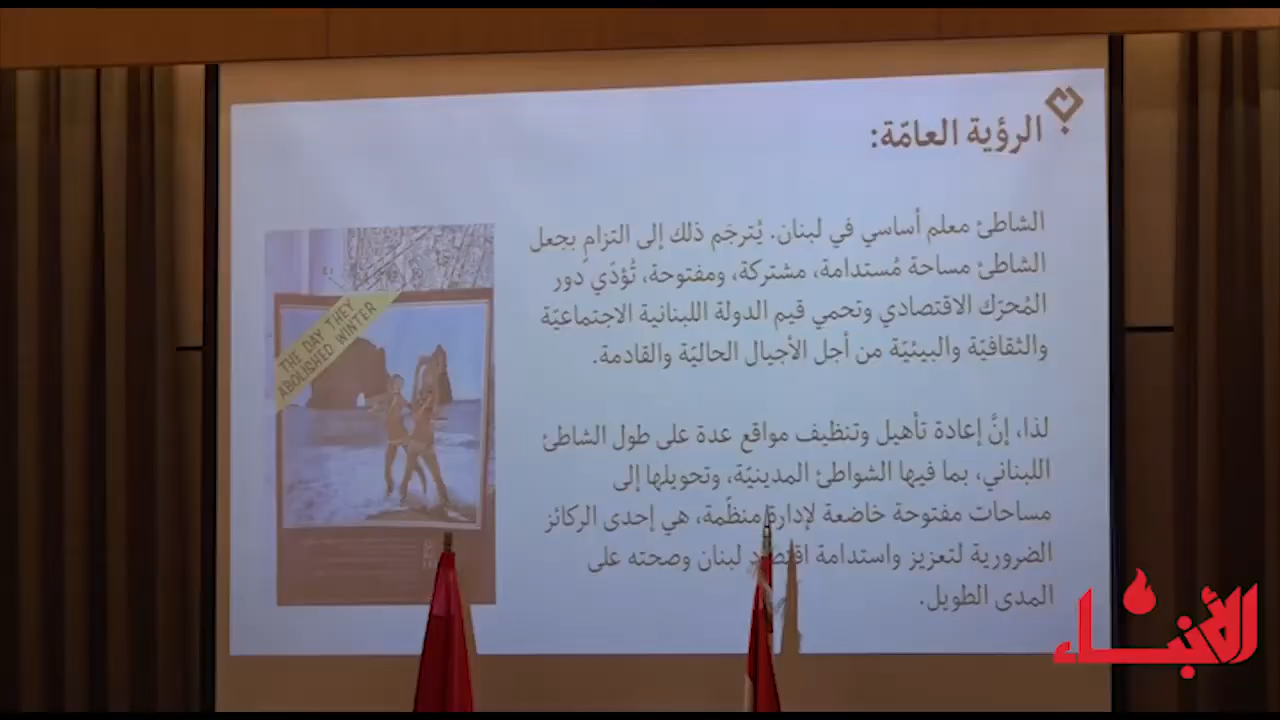 الرؤية العامّة:
الشاطئ معلم أساسي في لبنان. يُترجَم ذلك إلى التزامٍ بجعل
الشاطئ مساحة مُستدامة، مشتركة، ومفتوحة، تُؤدّي دور
المُحرّك الاقتصادي وتحمي قيم الدولة اللبنانية الاجتماعيّة
والثقافيّة والبيئيّة من أجل الأجيال الحاليّة والقادمة.
لذا، إنَّ إعادة تأهيل وتنظيف مواقع عدة على طول الشاطئ
اللبناني، بما فيها الشواطئ المدينيّة، وتحويلها إلى
مساحات مفتوحة خاضعة لإدارة منظّمة، هي إحدى الركائز
الضرورية لتعزيز واستدامة اقتصاد لبنان وصحته على
المدى الطويل.
THE DAY THEY
ABOLISHED WINTER
الأنباء